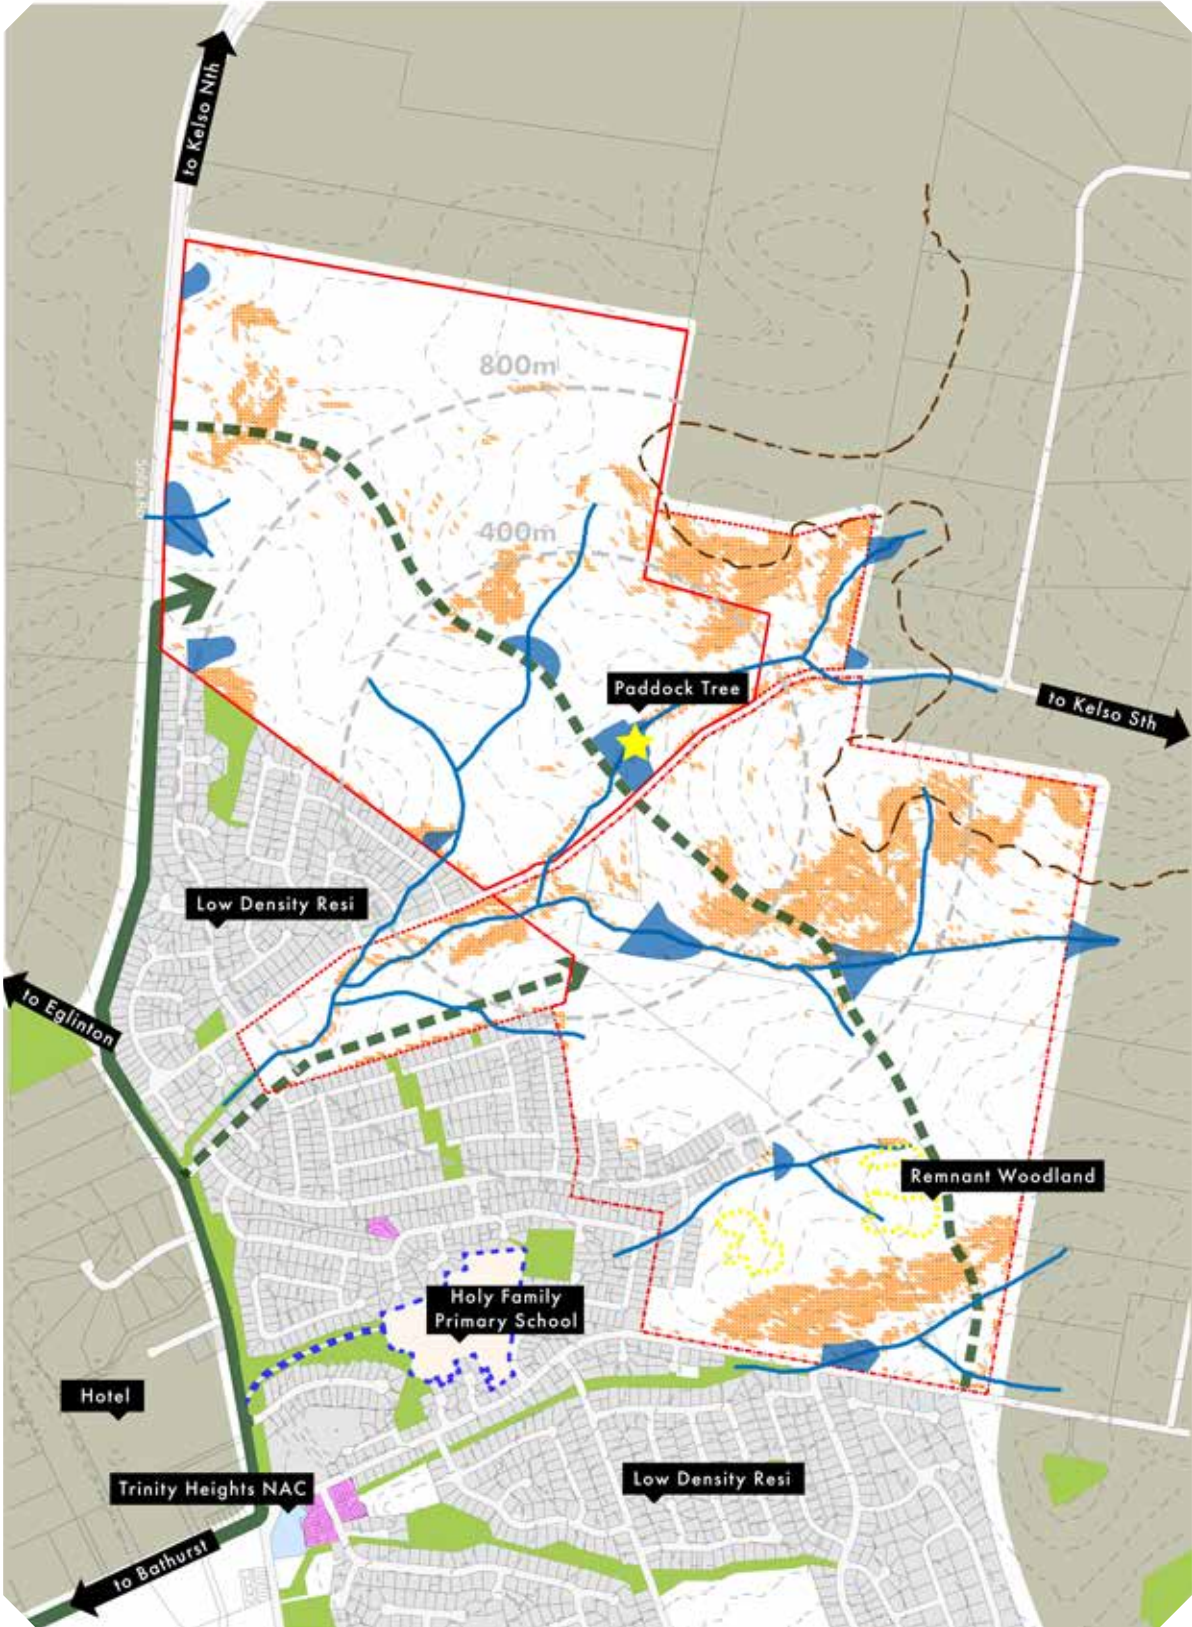 to Kelso Nth
800m
400m
Paddock Tree
to Kelso Sth
Low Density Resi
to Eglinton
Remnant Woodland
Holy Family
Primary School
Hotel
Trinity Heights NAC
Low Density Resi
to Bathurst